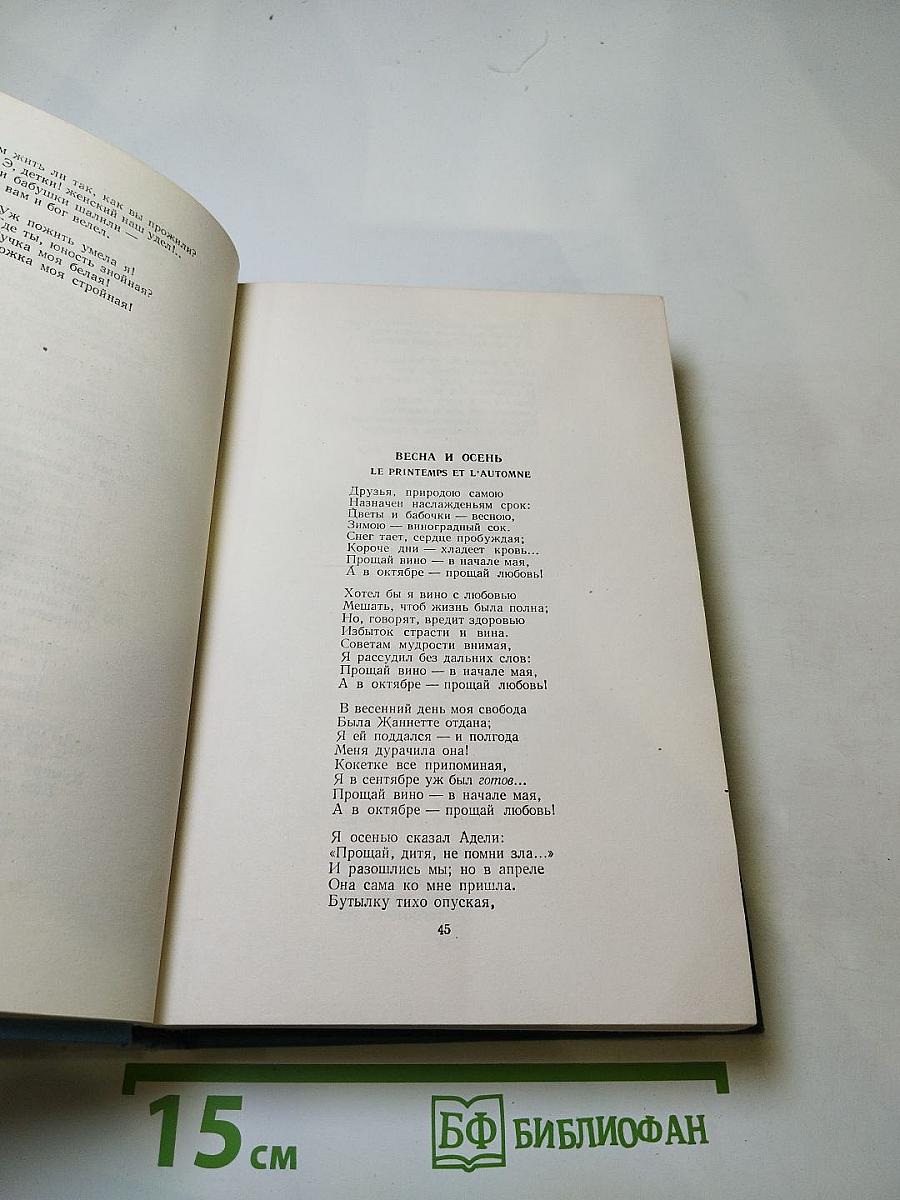 м жить ли так, как вы прожили?
Э, детки! женский наш удел!..
и бабушки шалили —
вам и бог велел.
Уж пожить умела я!
Где ты, юность знойная?
учка моя белая!
ожка моя стройная!
ВЕСНА И ОСЕНЬ
LE PRINTEMPS ET L'AUTOMNE
Друзья, природою самою
Назначен наслажденьям срок:
Цветы и бабочки — весною,
Зимою — виноградный сок.
Снег тает, сердце пробуждая;
Короче дни — хладеет кровь...
Прощай вино — в начале мая,
А в октябре — прощай любовь!
Хотел бы я вино с любовью
Мешать, чтоб жизнь была полна;
Но, говорят, вредит здоровью
Избыток страсти и вина.
Советам мудрости внимая,
Я рассудил без дальних слов:
Прощай вино — в начале мая,
А в октябре — прощай любовь!
В весенний день моя свобода
Была Жаннетте отдана;
Я ей поддался — и полгода
Меня дурачила она!
Кокетке все припоминая,
Я в сентябре уж был готов...
Прощай вино — в начале мая,
А в октябре — прощай любовь!
Я осенью сказал Адели:
«Прощай, дитя, не помни зла...»
И разошлись мы; но в апреле
Она сама ко мне пришла.
Бутылку тихо опуская,
45
15 см
БФ БИБЛИОФАН